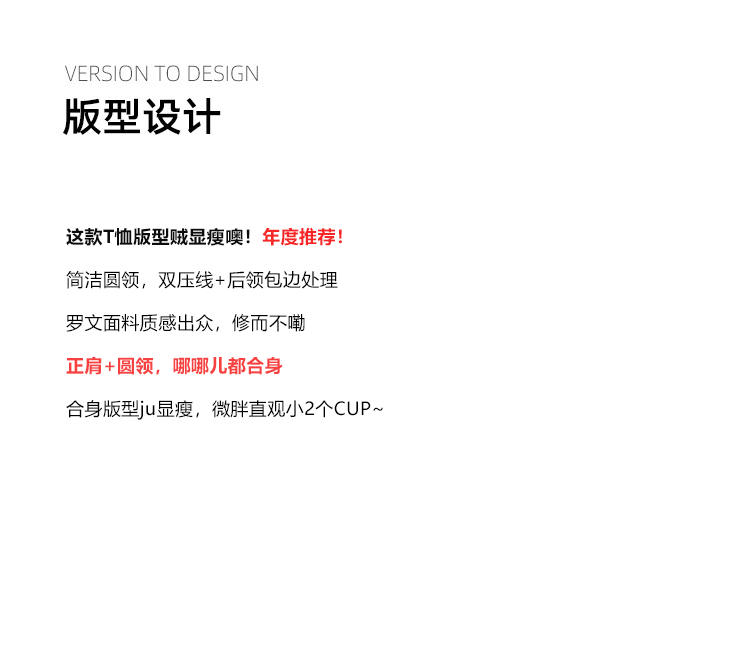 VERSION TO DESIGN
版型设计
这款T恤版型贼显瘦噢！年度推荐！
简洁圆领，双压线+后领包边处理
罗文面料质感出众，修而不嘞
正肩+圆领，哪哪儿都合身
合身版型ju显瘦，微胖直观小2个CUP~